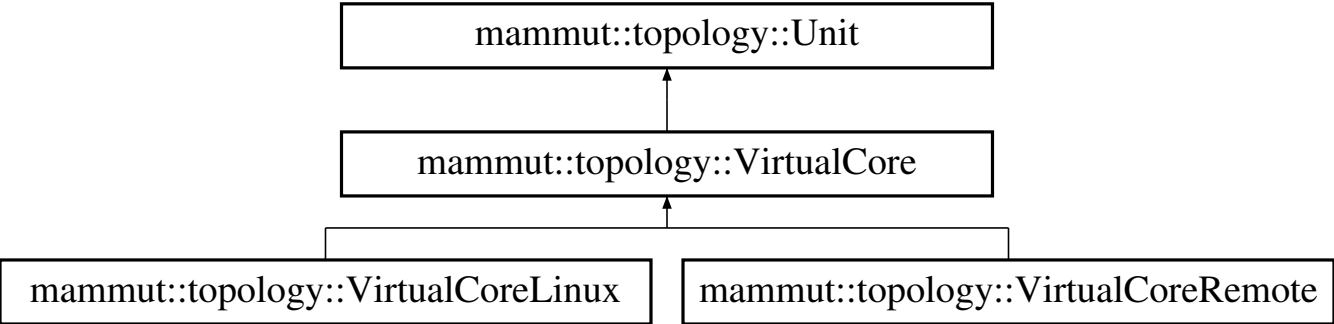 mammut::topology::Unit
mammut::topology::VirtualCore
mammut::topology::VirtualCoreLinux
mammut::topology::VirtualCoreRemote